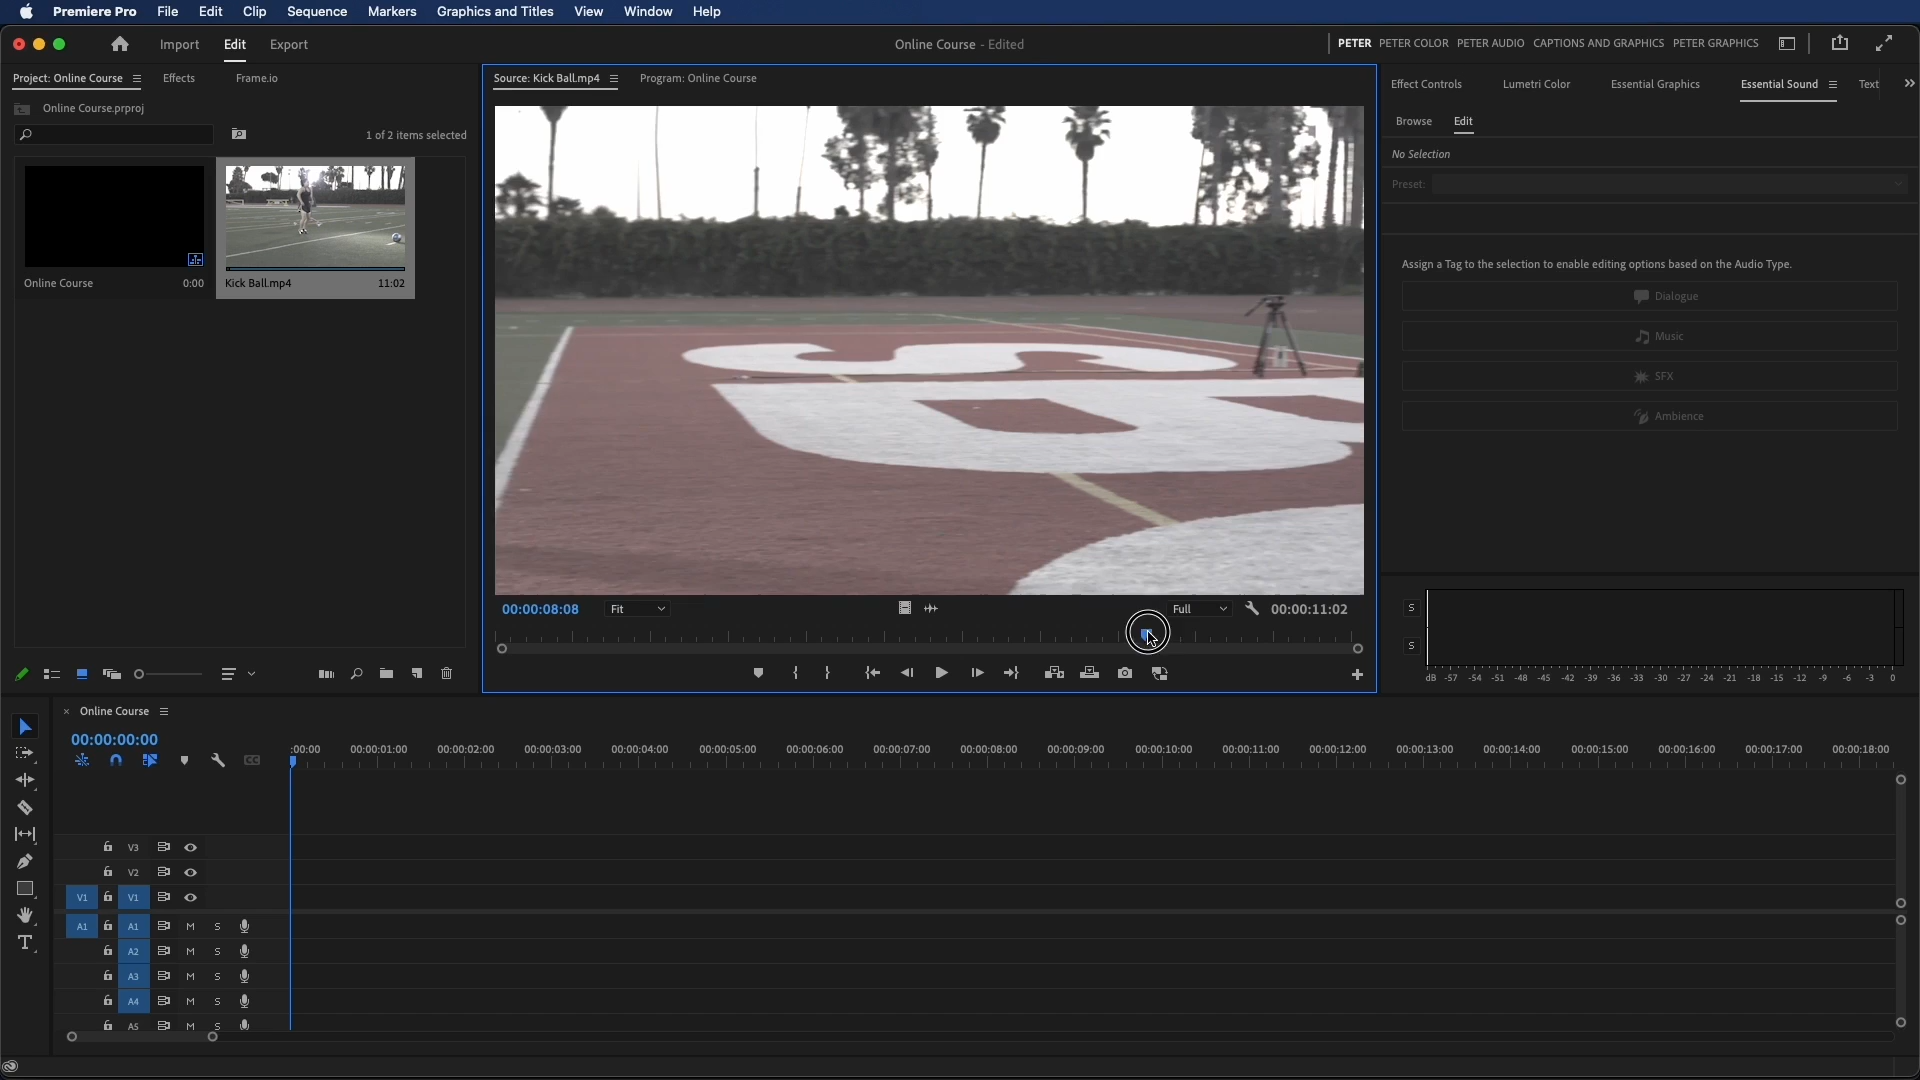 Premiere Pro File Edit Clip Sequence Markers Graphics and Titles View Window Help
Import Edit Export
Online Course - Edited
PETER PETER COLOR PETER AUDIO CAPTIONS AND GRAPHICS PETER GRAPHICS
Project: Online Course Effects Frame.io
Online Course.prproj
1 of 2 items selected
Online Course 0:00
Kick Ball.mp4 11:02
Source: Kick Ball.mp4 Program: Online Course
00:00:08:08 Fit Full 00:00:11:02
Effect Controls Lumetri Color Essential Graphics Essential Sound Text
Browse Edit
No Selection
Preset:
Assign a Tag to the selection to enable editing options based on the Audio Type.
Dialogue
Music
SFX
Ambience
S
S
dB -57 -54 -51 -48 -45 -42 -39 -36 -33 -30 -27 -24 -21 -18 -15 -12 -9 -6 -3 0
× Online Course
00:00:00:00
:00:00 00:00:01:00 00:00:02:00 00:00:03:00 00:00:04:00 00:00:05:00 00:00:06:00 00:00:07:00 00:00:08:00 00:00:09:00 00:00:10:00 00:00:11:00 00:00:12:00 00:00:13:00 00:00:14:00 00:00:15:00 00:00:16:00 00:00:17:00 00:00:18:00
CC
V3
V2
V1 V1
A1 A1 M S
A2 M S
A3 M S
A4 M S
A5 M S